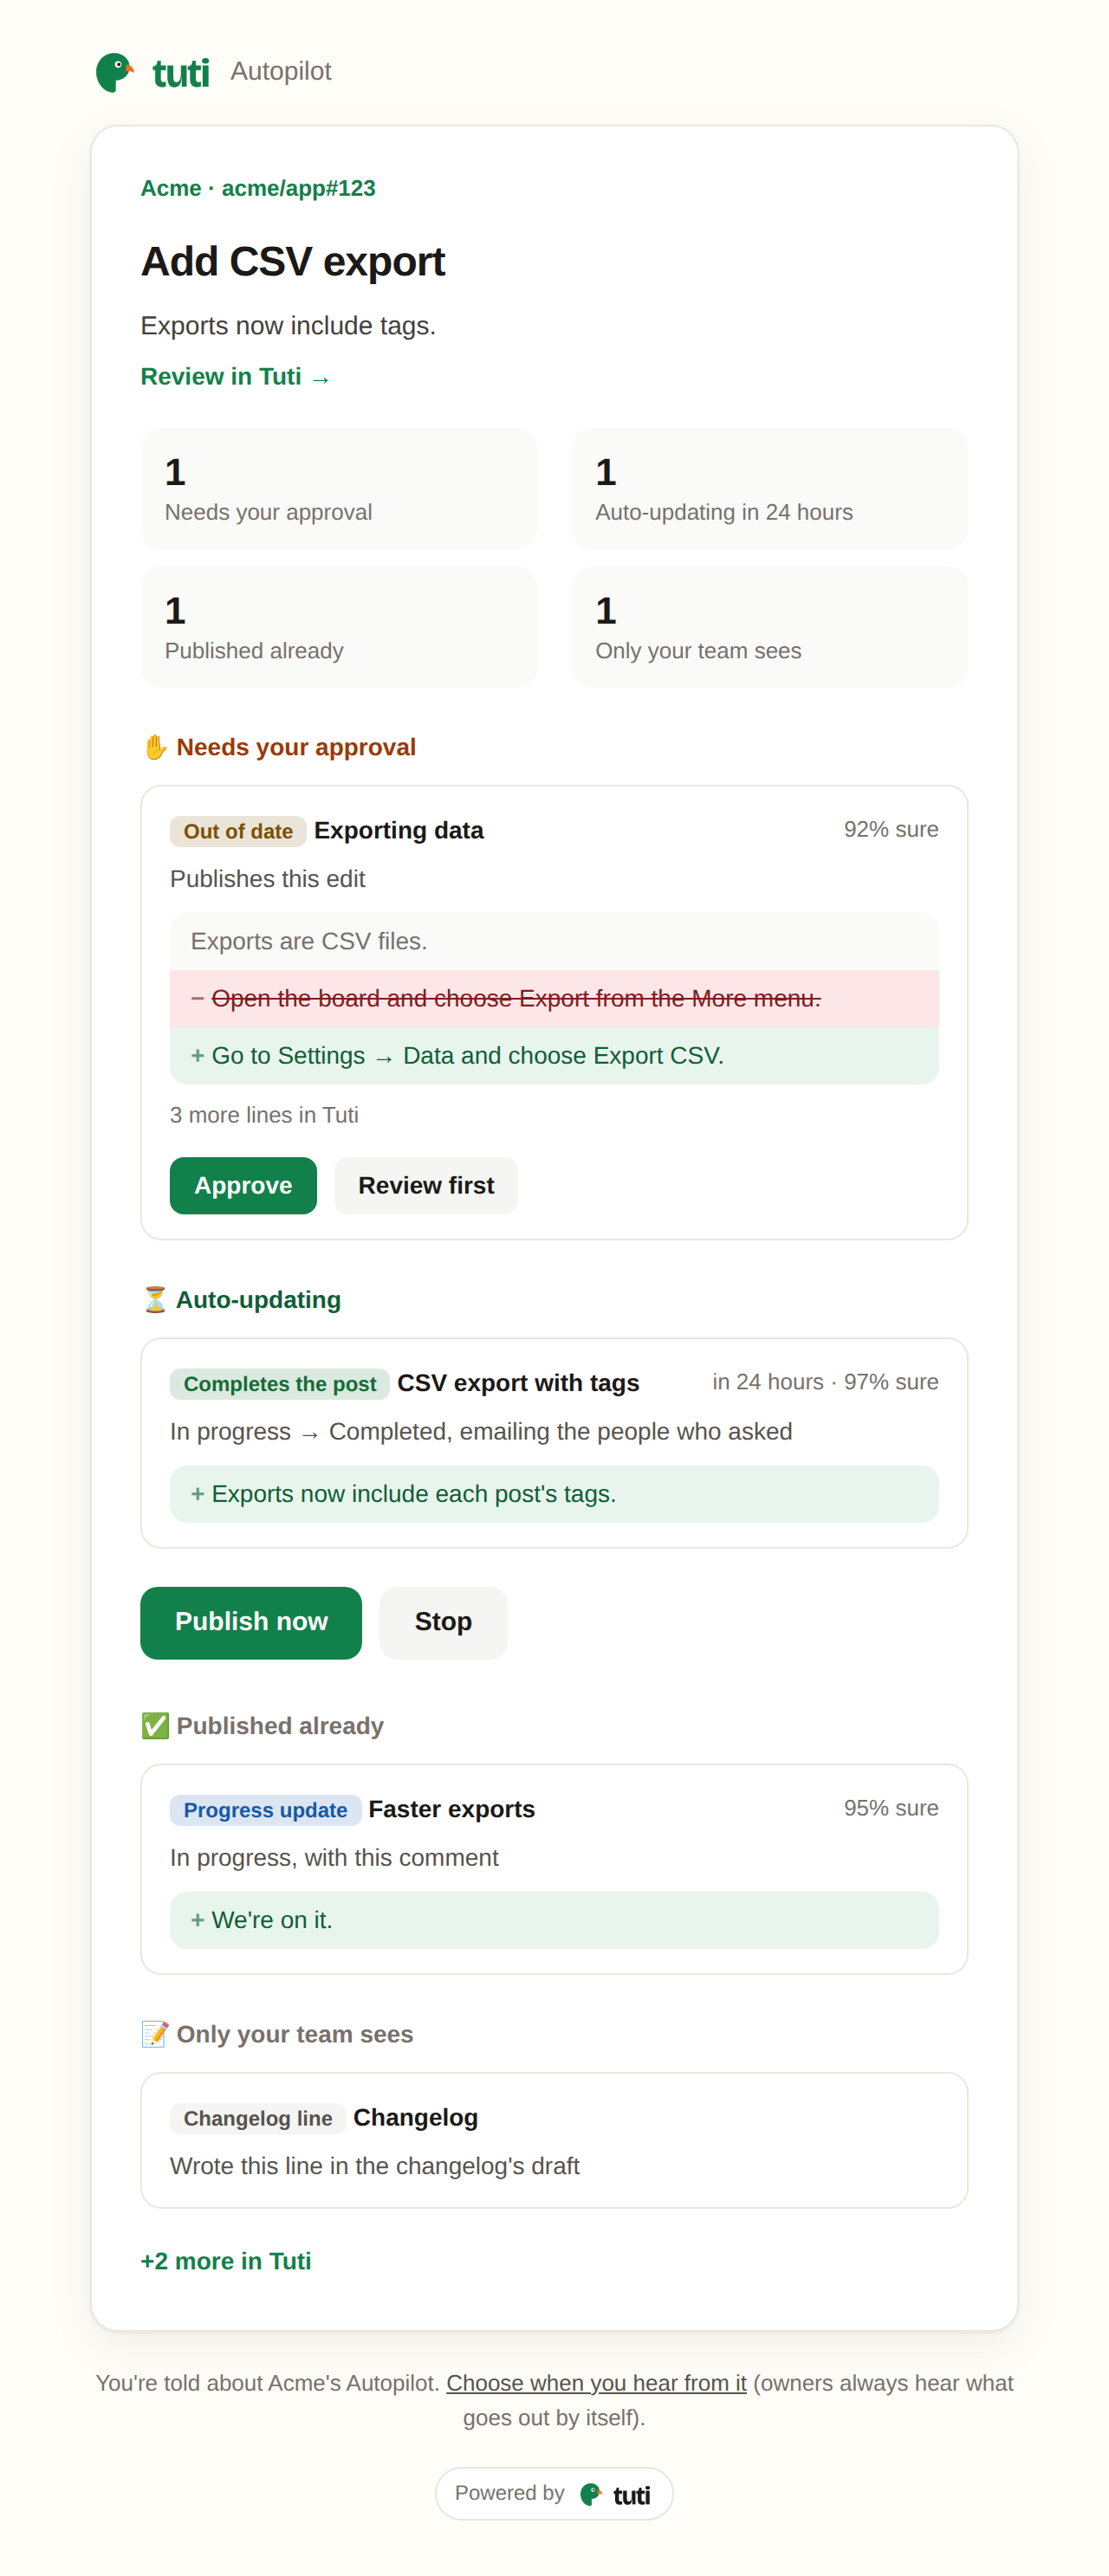 tuti Autopilot
Acme · acme/app#123
Add CSV export
Exports now include tags.
Review in Tuti →
1
Needs your approval
1
Auto-updating in 24 hours
1
Published already
1
Only your team sees
✋ Needs your approval
Out of date Exporting data 92% sure
Publishes this edit
Exports are CSV files.
− Open the board and choose Export from the More menu.
+ Go to Settings → Data and choose Export CSV.
3 more lines in Tuti
Approve Review first
⏳ Auto-updating
Completes the post CSV export with tags in 24 hours · 97% sure
In progress → Completed, emailing the people who asked
+ Exports now include each post's tags.
Publish now Stop
✅ Published already
Progress update Faster exports 95% sure
In progress, with this comment
+ We're on it.
📝 Only your team sees
Changelog line Changelog
Wrote this line in the changelog's draft
+2 more in Tuti
You're told about Acme's Autopilot. Choose when you hear from it (owners always hear what
goes out by itself).
Powered by tuti